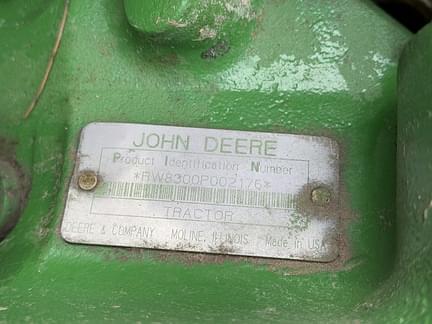 JOHN DEERE
Product Identification Number
*RW8300P002176*
TRACTOR
DEERE & COMPANY MOLINE, ILLINOIS Made in USA